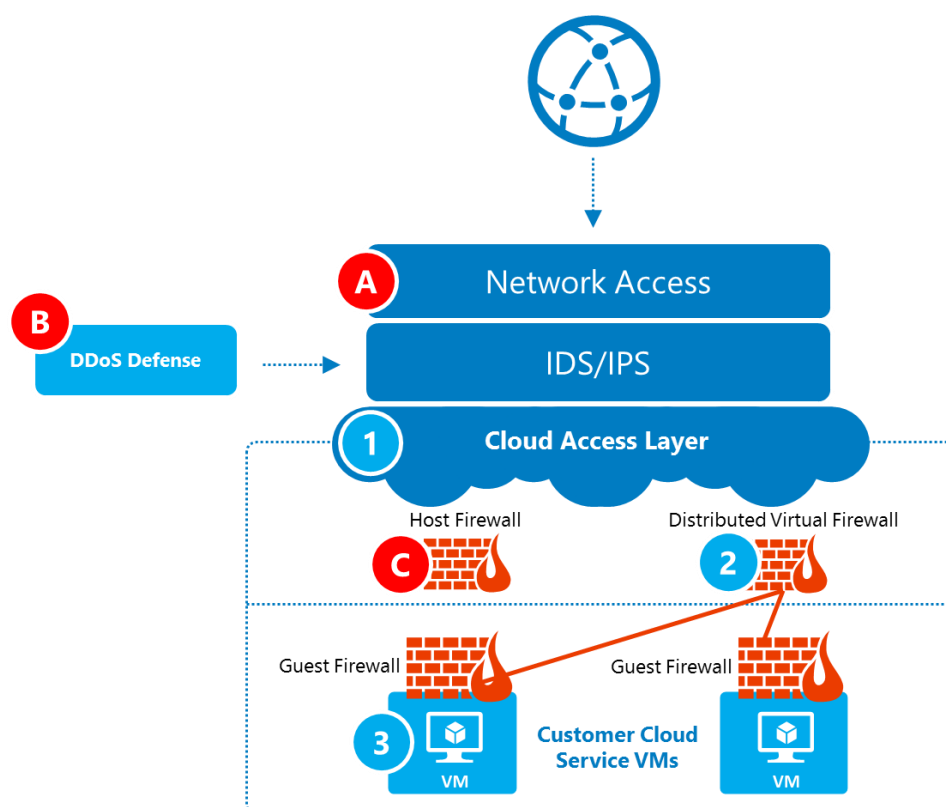 A
Network Access
B
DDoS Defense
IDS/IPS
1
Cloud Access Layer
Host Firewall
Distributed Virtual Firewall
C
2
Guest Firewall
Guest Firewall
3
VM
Customer Cloud
Service VMs
VM